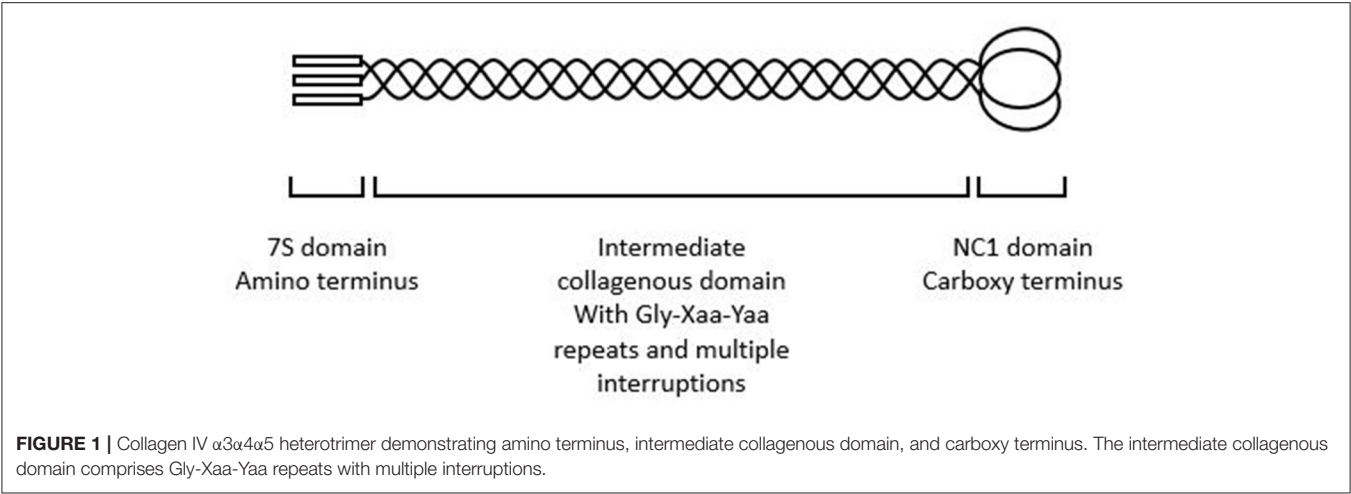 7S domain
Amino terminus
Intermediate
collagenous domain
With Gly-Xaa-Yaa
repeats and multiple
interruptions
NC1 domain
Carboxy terminus
FIGURE 1 | Collagen IV α3α4α5 heterotrimer demonstrating amino terminus, intermediate collagenous domain, and carboxy terminus. The intermediate collagenous
domain comprises Gly-Xaa-Yaa repeats with multiple interruptions.